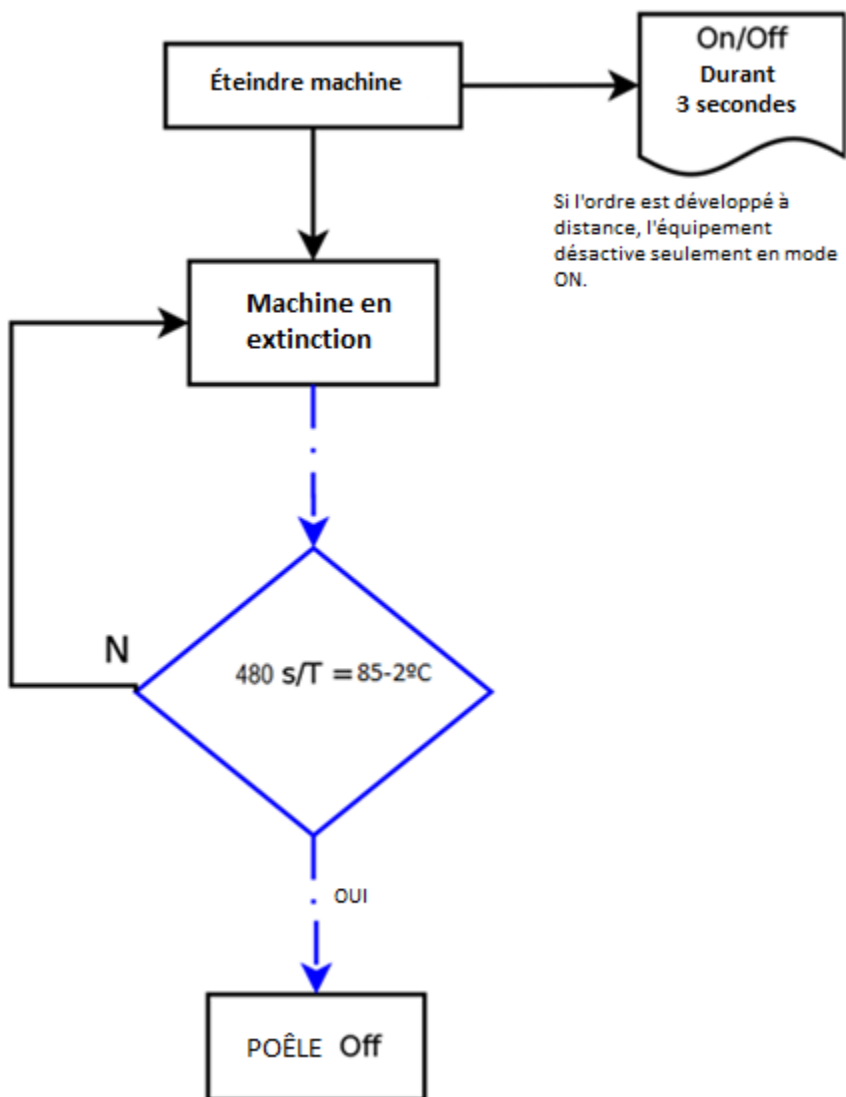 Éteindre machine
On/Off
Durant
3 secondes
Si l'ordre est développé à
distance, l'équipement
désactive seulement en mode
ON.
Machine en
extinction
N
480 s/T = 85-2ºC
OUI
POÊLE Off